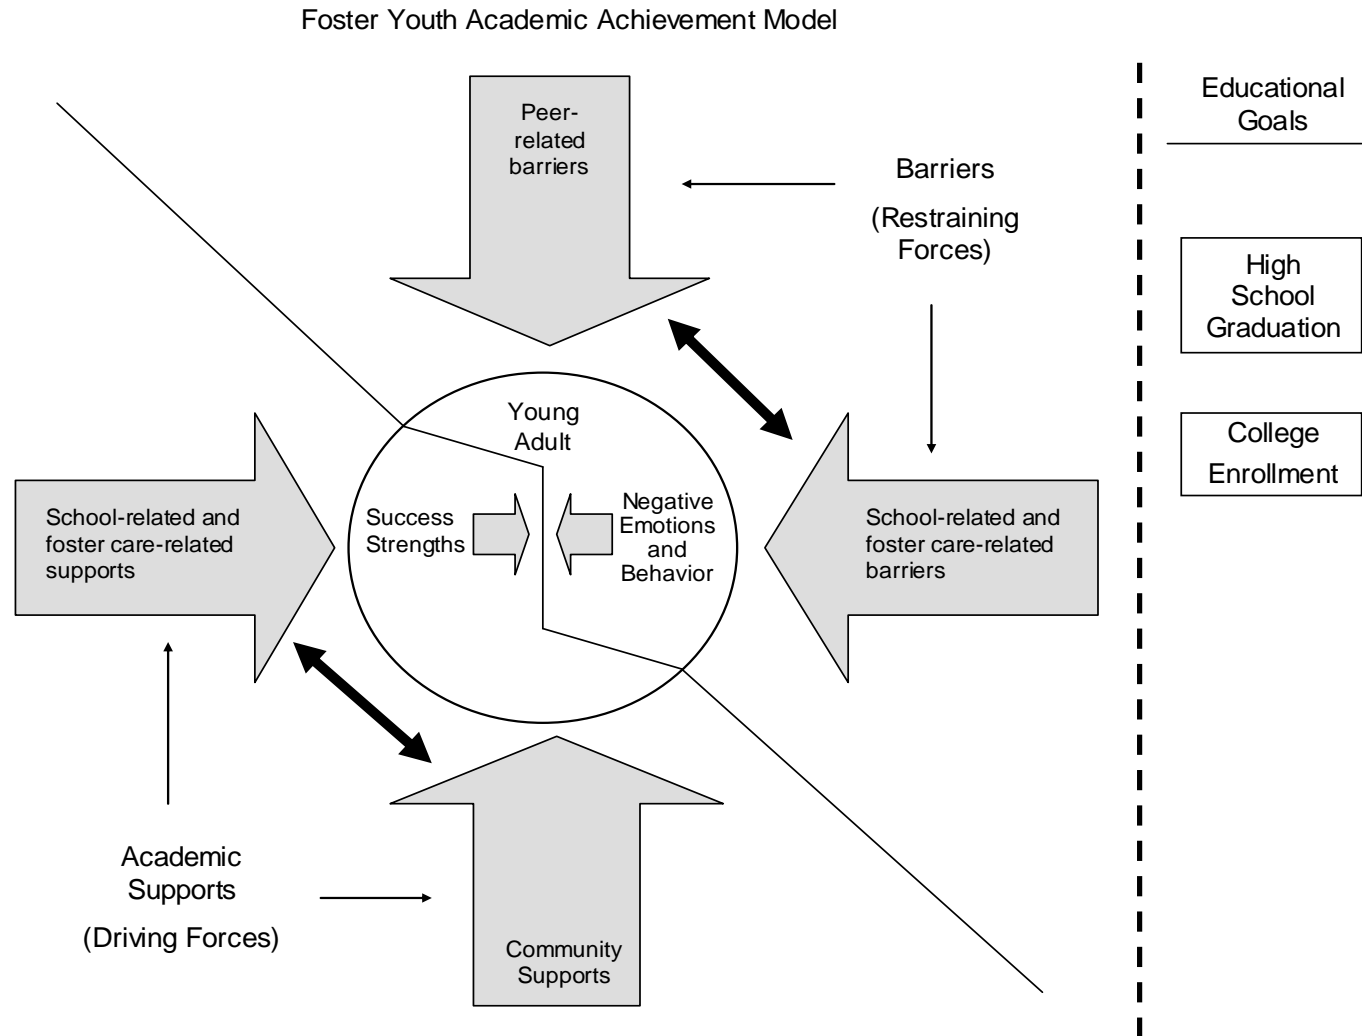 Foster Youth Academic Achievement Model
Peer-
related
barriers
Barriers
(Restraining
Forces)
Educational
Goals
High
School
Graduation
College
Enrollment
Young
Adult
Success
Strengths
Negative
Emotions
and
Behavior
School-related and
foster care-related
supports
School-related and
foster care-related
barriers
Academic
Supports
(Driving Forces)
Community
Supports